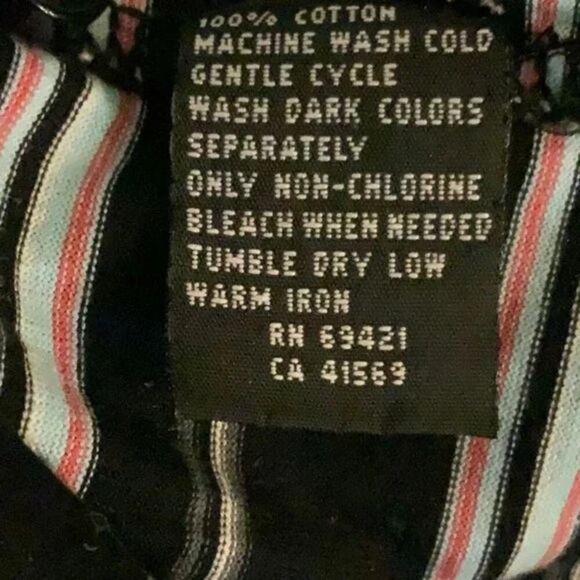 100% COTTON
MACHINE WASH COLD
GENTLE CYCLE
WASH DARK COLORS
SEPARATELY
ONLY NON-CHLORINE
BLEACH WHEN NEEDED
TUMBLE DRY LOW
WARM IRON
RN 69421
CA 41569